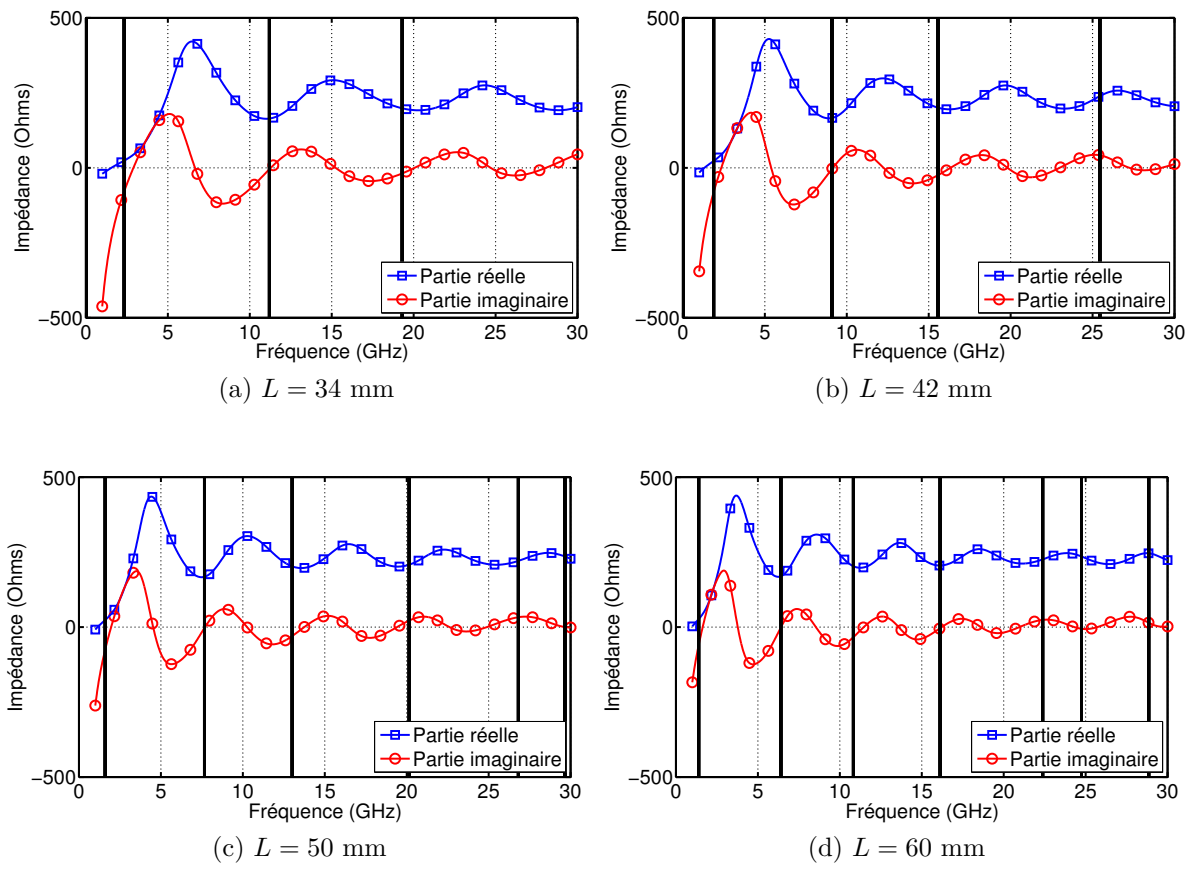 500
0
−500
0 5 10 15 20 25 30
Impédance (Ohms)
Fréquence (GHz)
Partie réelle
Partie imaginaire
(a) L = 34 mm
500
0
−500
0 5 10 15 20 25 30
Impédance (Ohms)
Fréquence (GHz)
Partie réelle
Partie imaginaire
(b) L = 42 mm
500
0
−500
0 5 10 15 20 25 30
Impédance (Ohms)
Fréquence (GHz)
Partie réelle
Partie imaginaire
(c) L = 50 mm
500
0
−500
0 5 10 15 20 25 30
Impédance (Ohms)
Fréquence (GHz)
Partie réelle
Partie imaginaire
(d) L = 60 mm